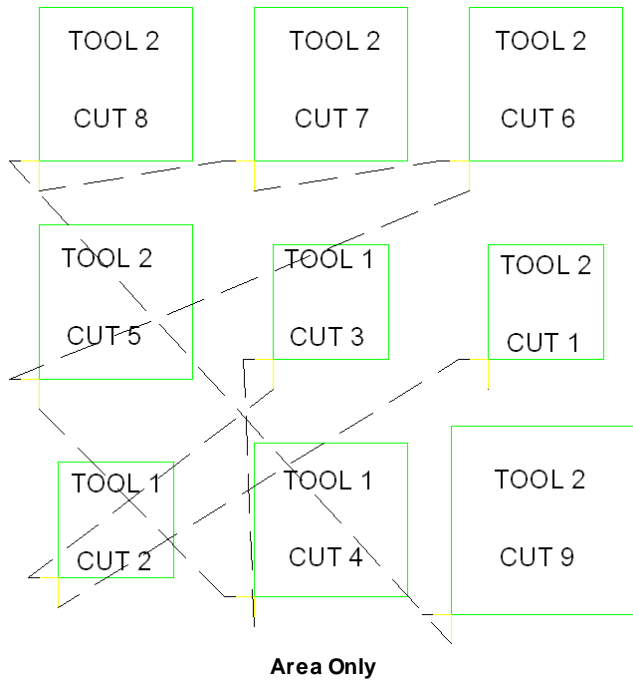 TOOL 2
CUT 8
TOOL 2
CUT 7
TOOL 2
CUT 6
TOOL 2
CUT 5
TOOL 1
CUT 3
TOOL 2
CUT 1
TOOL 1
CUT 2
TOOL 1
CUT 4
TOOL 2
CUT 9
Area Only